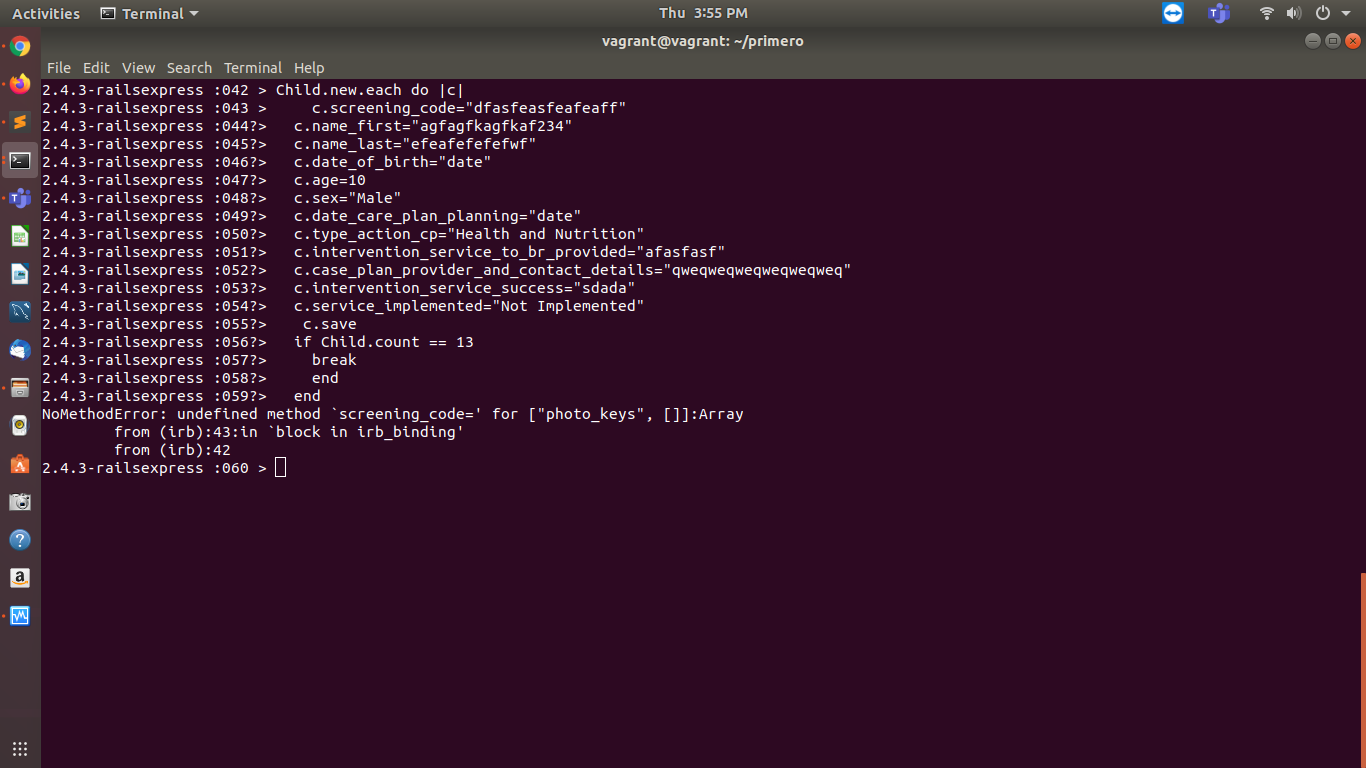 Activities Terminal Thu 3:55 PM
vagrant@vagrant: ~/primero
File Edit View Search Terminal Help
2.4.3-railsexpress :042 > Child.new.each do |c|
2.4.3-railsexpress :043 >     c.screening_code="dfasfeasfeafeaff"
2.4.3-railsexpress :044?>   c.name_first="agfagfkagfkaf234"
2.4.3-railsexpress :045?>   c.name_last="efeafefefefwf"
2.4.3-railsexpress :046?>   c.date_of_birth="date"
2.4.3-railsexpress :047?>   c.age=10
2.4.3-railsexpress :048?>   c.sex="Male"
2.4.3-railsexpress :049?>   c.date_care_plan_planning="date"
2.4.3-railsexpress :050?>   c.type_action_cp="Health and Nutrition"
2.4.3-railsexpress :051?>   c.intervention_service_to_br_provided="afasfasf"
2.4.3-railsexpress :052?>   c.case_plan_provider_and_contact_details="qweqweqweqweqweqweq"
2.4.3-railsexpress :053?>   c.intervention_service_success="sdada"
2.4.3-railsexpress :054?>   c.service_implemented="Not Implemented"
2.4.3-railsexpress :055?>    c.save
2.4.3-railsexpress :056?>   if Child.count == 13
2.4.3-railsexpress :057?>     break
2.4.3-railsexpress :058?>     end
2.4.3-railsexpress :059?>   end
NoMethodError: undefined method `screening_code=' for ["photo_keys", []]:Array
        from (irb):43:in `block in irb_binding'
        from (irb):42
2.4.3-railsexpress :060 >